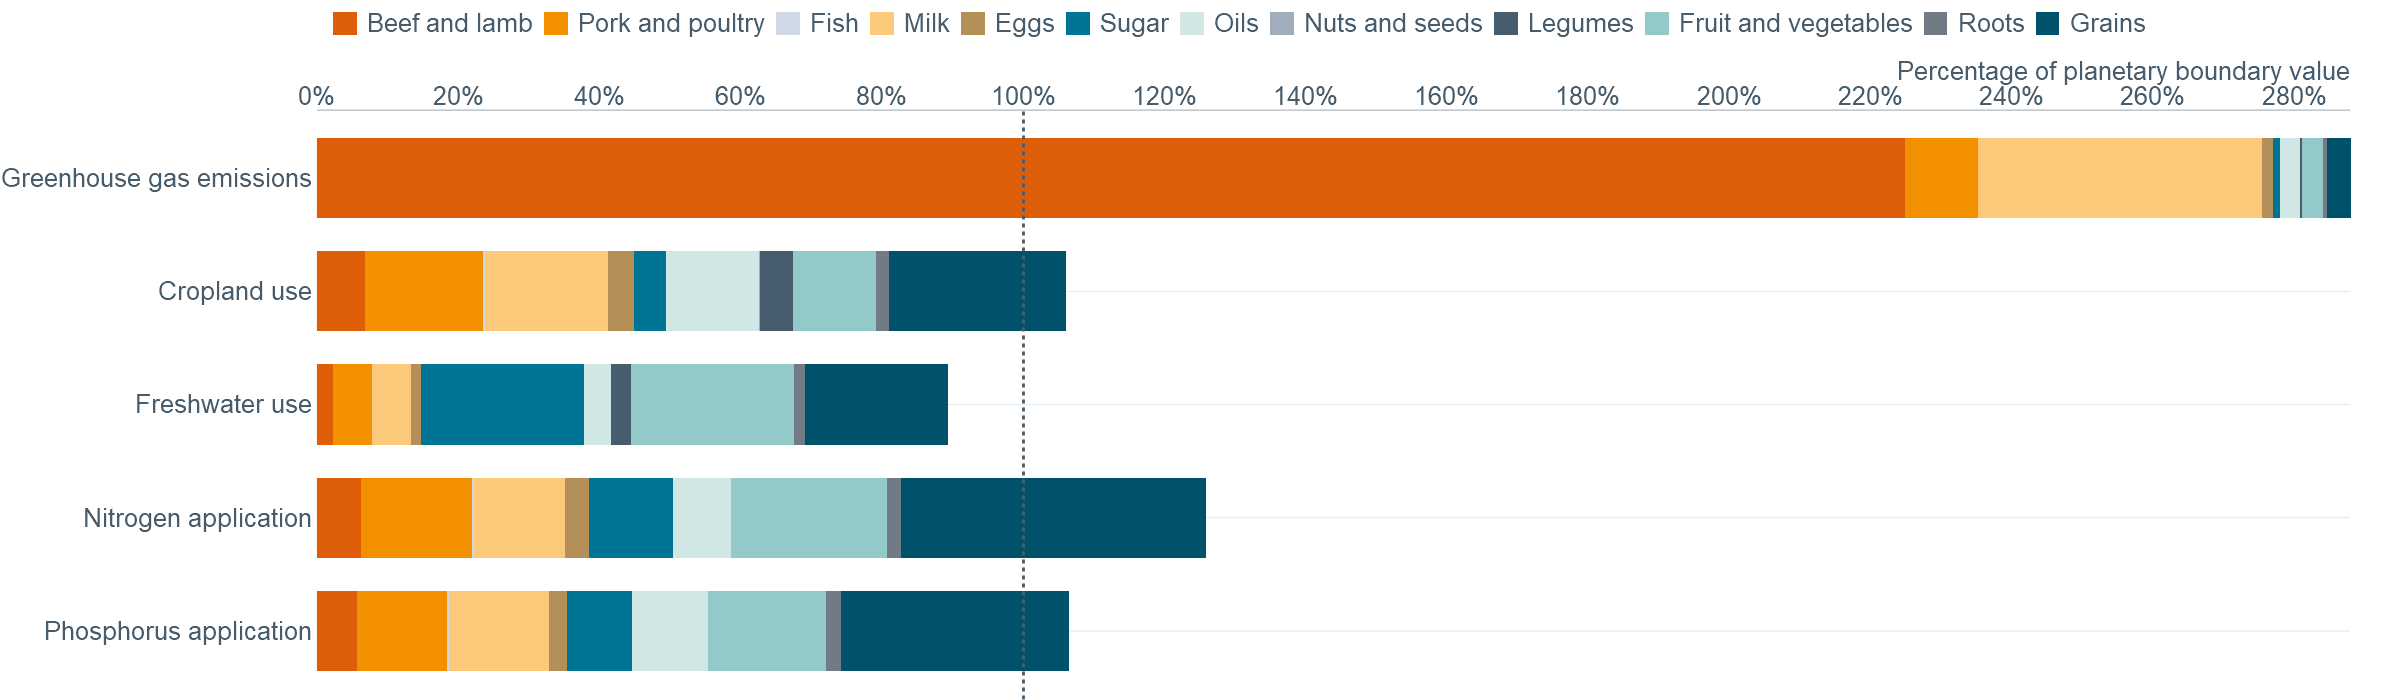 Beef and lamb Pork and poultry Fish Milk Eggs Sugar Oils Nuts and seeds Legumes Fruit and vegetables Roots Grains
Percentage of planetary boundary value
0% 20% 40% 60% 80% 100% 120% 140% 160% 180% 200% 220% 240% 260% 280%
Greenhouse gas emissions
Cropland use
Freshwater use
Nitrogen application
Phosphorus application